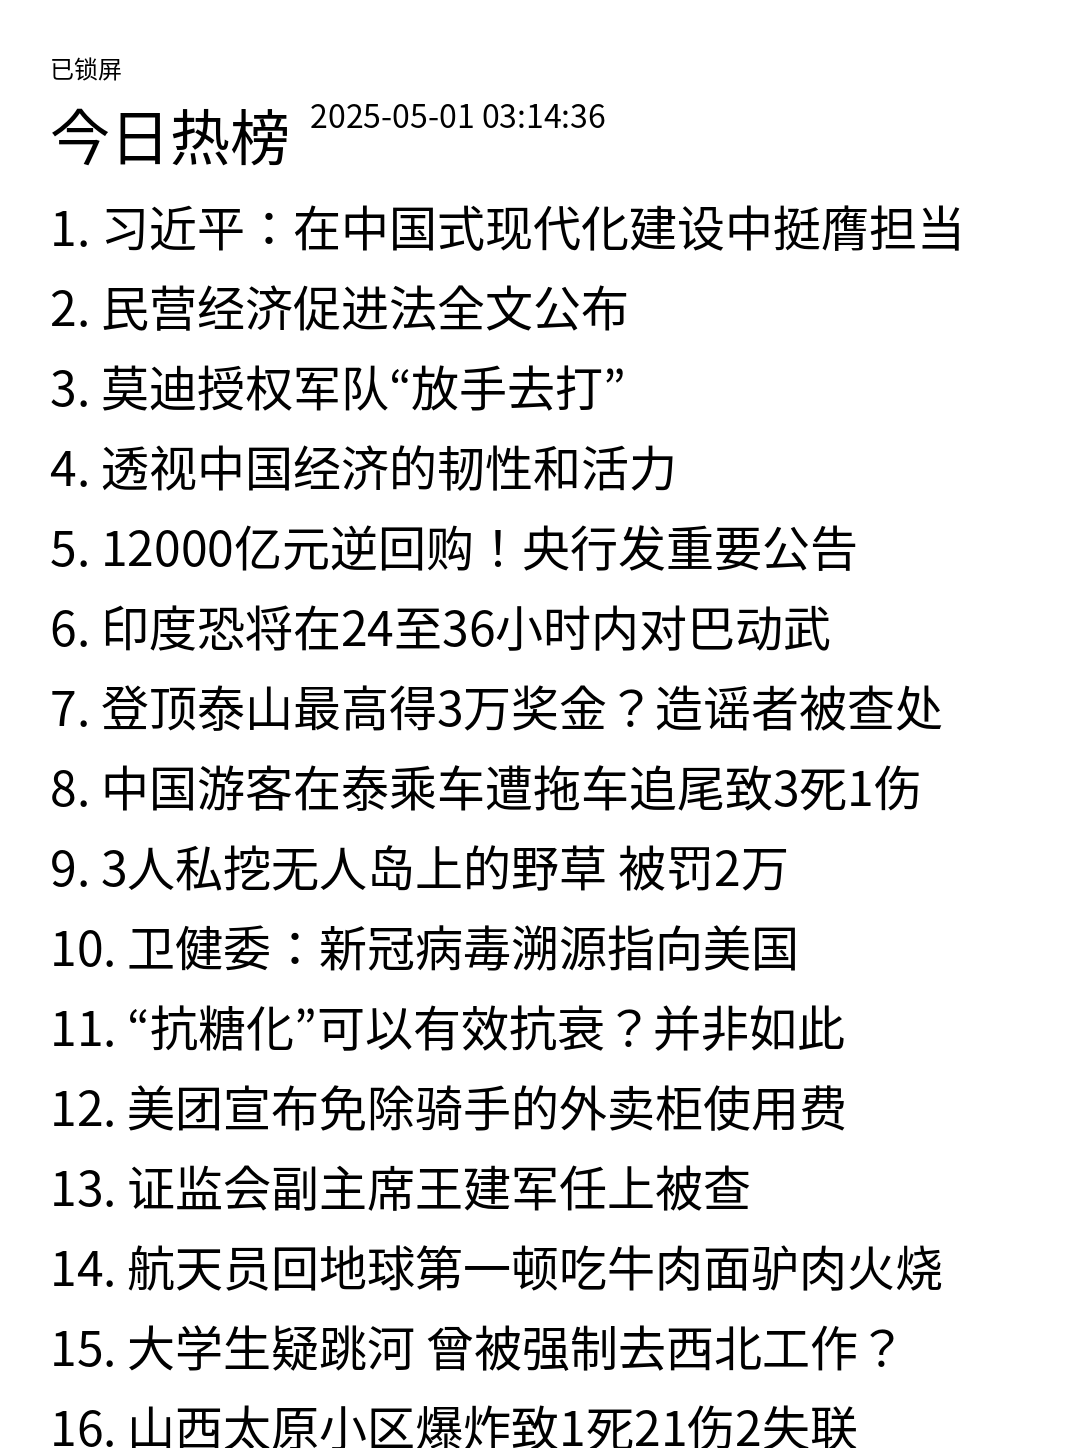 已锁屏
今日热榜 2025-05-01 03:14:36
1. 习近平：在中国式现代化建设中挺膺担当
2. 民营经济促进法全文公布
3. 莫迪授权军队“放手去打”
4. 透视中国经济的韧性和活力
5. 12000亿元逆回购！央行发重要公告
6. 印度恐将在24至36小时内对巴动武
7. 登顶泰山最高得3万奖金？造谣者被查处
8. 中国游客在泰乘车遭拖车追尾致3死1伤
9. 3人私挖无人岛上的野草 被罚2万
10. 卫健委：新冠病毒溯源指向美国
11. “抗糖化”可以有效抗衰？并非如此
12. 美团宣布免除骑手的外卖柜使用费
13. 证监会副主席王建军任上被查
14. 航天员回地球第一顿吃牛肉面驴肉火烧
15. 大学生疑跳河 曾被强制去西北工作？
16. 山西太原小区爆炸致1死21伤2失联